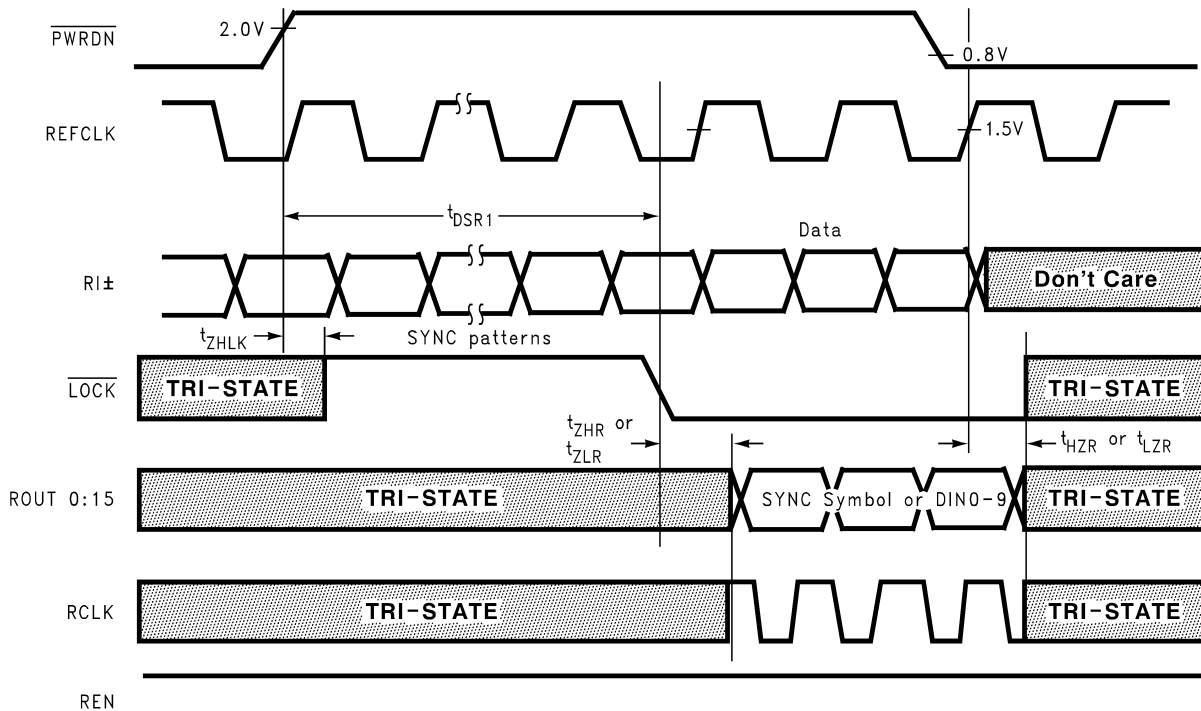 PWRDN
2.0V
0.8V
REFCLK
1.5V
tDSR1
Data
RI±
Don't Care
tZHLK
SYNC patterns
LOCK
TRI-STATE
TRI-STATE
tZHR or
tZLR
tHZR or tLZR
ROUT 0:15
TRI-STATE
SYNC Symbol or DIN0-9
TRI-STATE
RCLK
TRI-STATE
TRI-STATE
REN